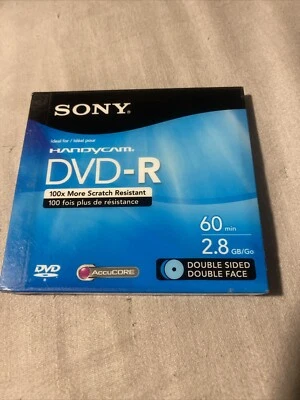 SONY
Ideal for / Idéal pour
HANDYCAM
DVD-R
100x More Scratch Resistant
100 fois plus de résistance
60 min
2.8 GB/Go
DVD
R
AccuCORE
DOUBLE SIDED
DOUBLE FACE